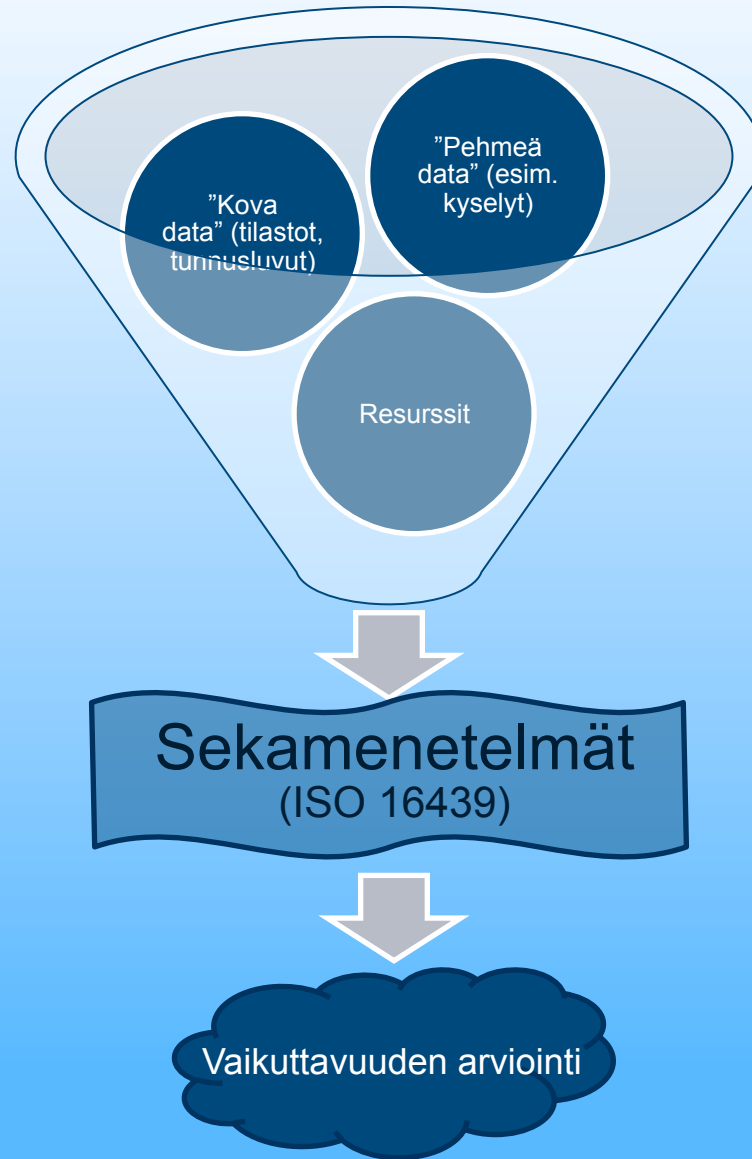 ”Pehmeä
data” (esim.
kyselyt)
”Kova
data” (tilastot,
tunnusluvut)
Resurssit
Sekamenetelmät
(ISO 16439)
Vaikuttavuuden arviointi